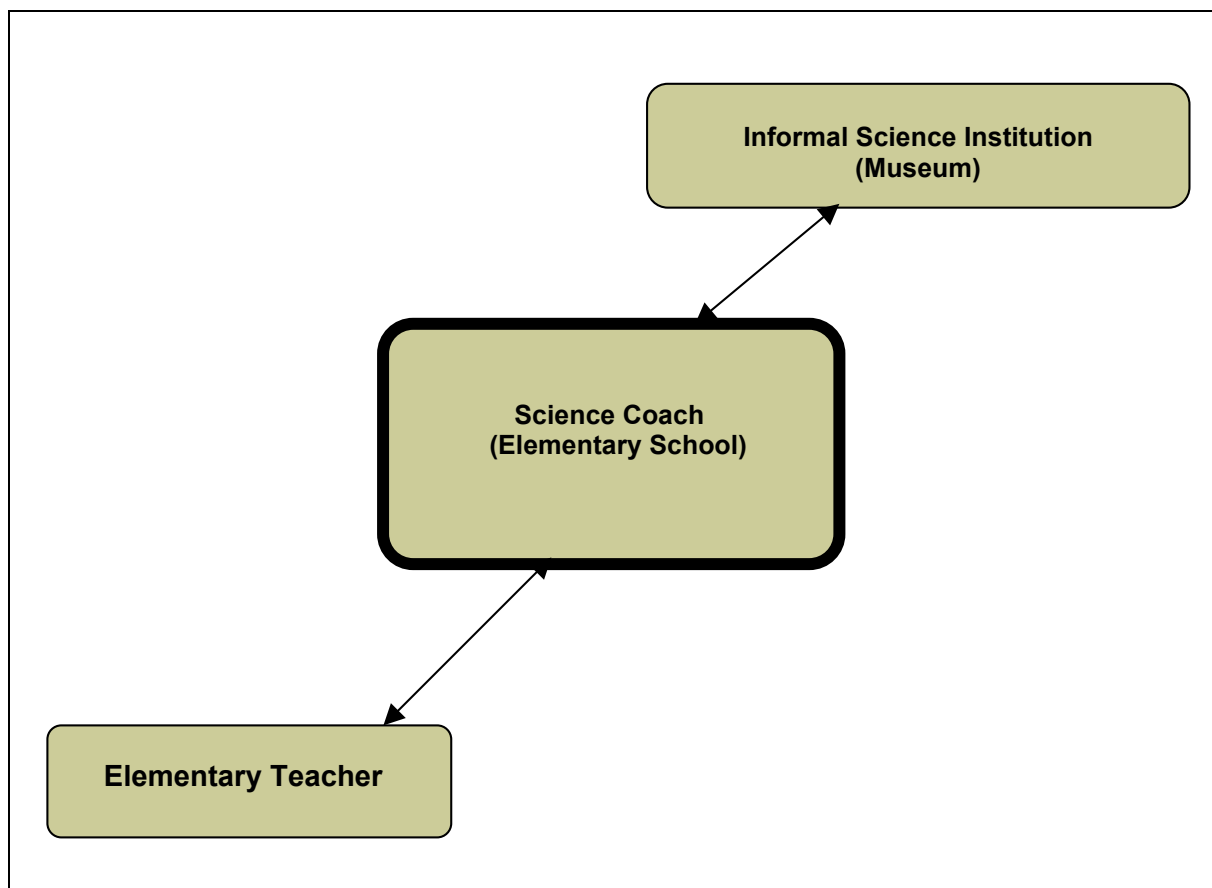 Informal Science Institution
(Museum)
Science Coach
(Elementary School)
Elementary Teacher